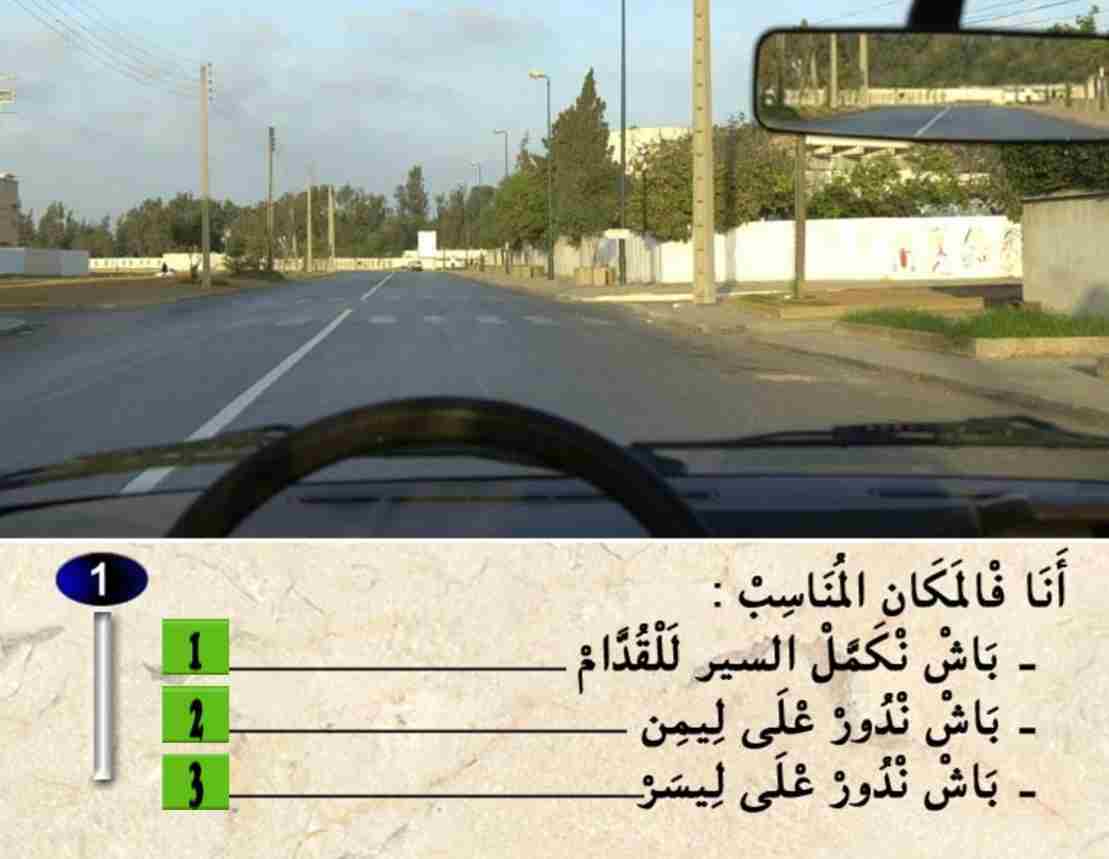 1
أَنَا فْالمَكَان المُنَاسِبْ :
ـ بَاشْ نْكَمَّلْ السير لَلْقُدَّامْ 1
ـ بَاشْ نْدُورْ عْلَى لِيمِن 2
ـ بَاشْ نْدُورْ عْلَى لِيسَرْ 3